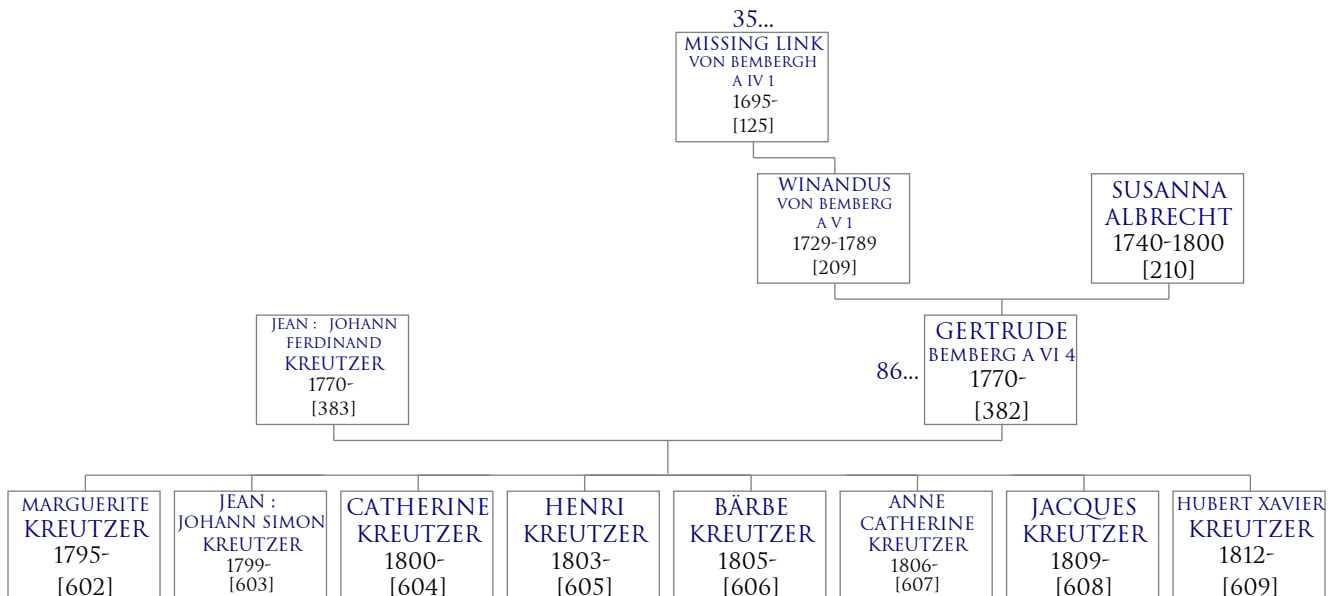 35...
MISSING LINK
VON BEMBERGH
A IV 1
1695-
[125]
WINANDUS
VON BEMBERG
A V 1
1729-1789
[209]
SUSANNA
ALBRECHT
1740-1800
[210]
JEAN : JOHANN
FERDINAND
KREUTZER
1770-
[383]
86...
GERTRUDE
BEMBERG A VI 4
1770-
[382]
MARGUERITE
KREUTZER
1795-
[602]
JEAN :
JOHANN SIMON
KREUTZER
1799-
[603]
CATHERINE
KREUTZER
1800-
[604]
HENRI
KREUTZER
1803-
[605]
BÄRBE
KREUTZER
1805-
[606]
ANNE
CATHERINE
KREUTZER
1806-
[607]
JACQUES
KREUTZER
1809-
[608]
HUBERT XAVIER
KREUTZER
1812-
[609]